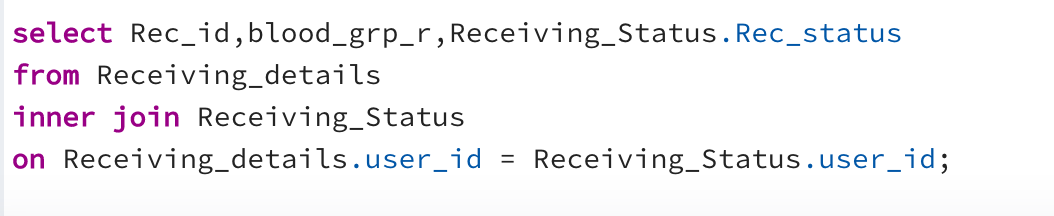 select Rec_id,blood_grp_r,Receiving_Status.Rec_status
from Receiving_details
inner join Receiving_Status
on Receiving_details.user_id = Receiving_Status.user_id;